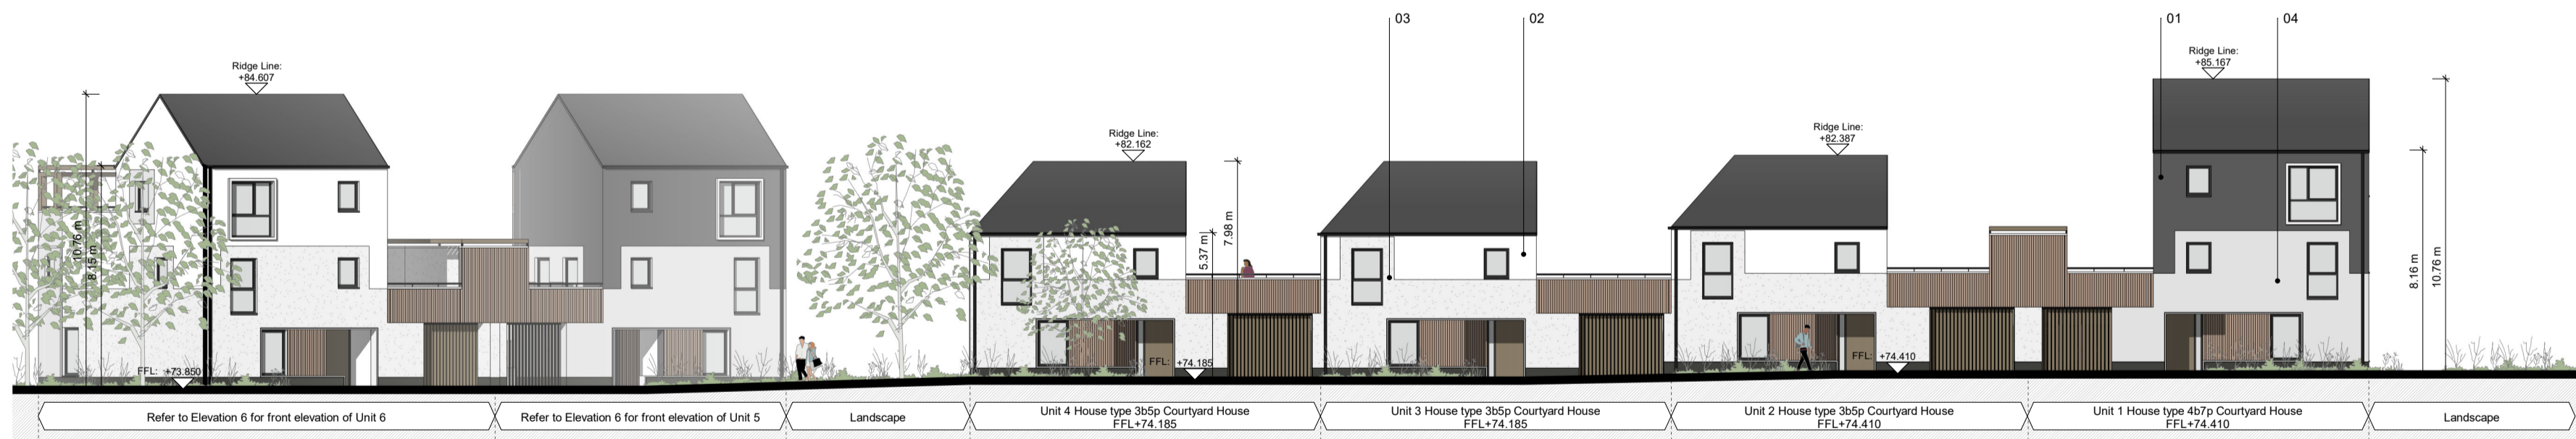 03
02
01
04
Ridge Line:
+84.607
Ridge Line:
+82.162
Ridge Line:
+82.387
Ridge Line:
+85.167
10.76 m
8.15 m
5.37 m
7.98 m
8.16 m
10.76 m
FFL: +73.850
FFL: +74.185
FFL: +74.410
Refer to Elevation 6 for front elevation of Unit 6
Refer to Elevation 6 for front elevation of Unit 5
Landscape
Unit 4 House type 3b5p Courtyard House
FFL+74.185
Unit 3 House type 3b5p Courtyard House
FFL+74.185
Unit 2 House type 3b5p Courtyard House
FFL+74.410
Unit 1 House type 4b7p Courtyard House
FFL+74.410
Landscape